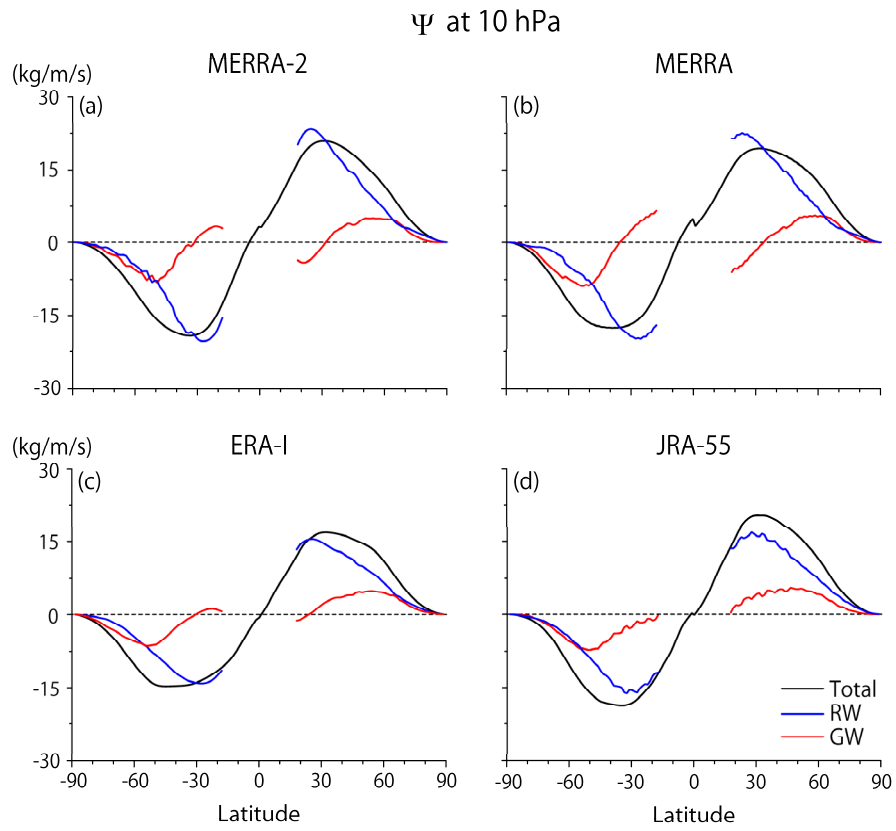 Ψ at 10 hPa
MERRA-2
MERRA
(kg/m/s)
30
15
0
-15
-30
(a)
(b)
ERA-I
JRA-55
(kg/m/s)
30
15
0
-15
-30
(c)
(d)
Total
RW
GW
-90 -60 -30 0 30 60 90
-90 -60 -30 0 30 60 90
Latitude
Latitude